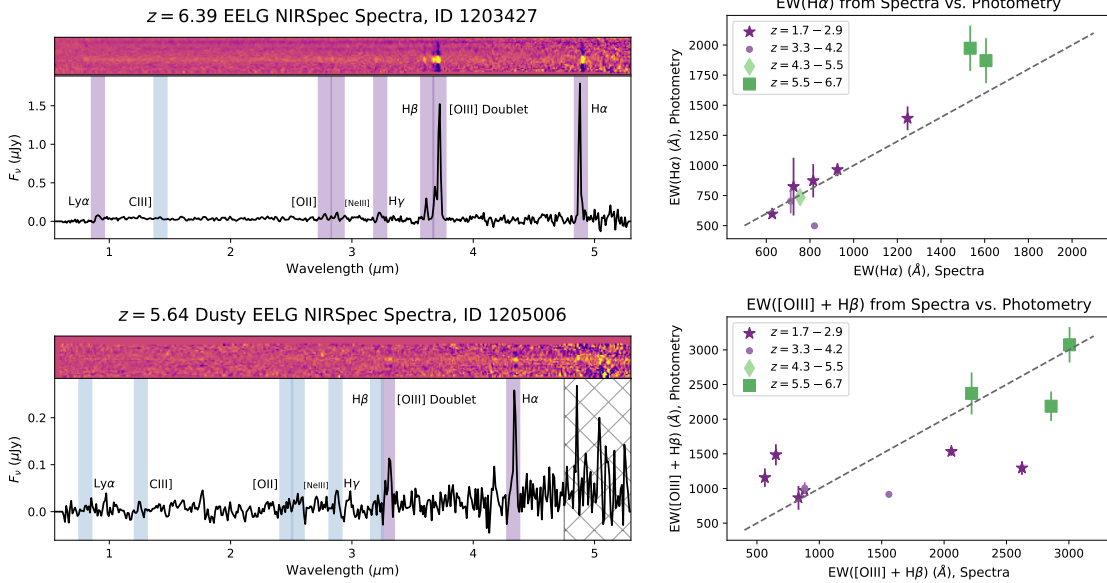 z = 6.39 EELG NIRSpec Spectra, ID 1203427
Hβ [OIII] Doublet Hα
Lyα CIII] [OII] [NeIII] Hγ
1.5
1.0
0.5
0.0
Fν (μJy)
1 2 3 4 5
Wavelength (μm)
EW(Hα) from Spectra vs. Photometry
z = 1.7 − 2.9
z = 3.3 − 4.2
z = 4.3 − 5.5
z = 5.5 − 6.7
2000
1750
1500
1250
1000
750
500
EW(Hα) (Å), Photometry
600 800 1000 1200 1400 1600 1800 2000
EW(Hα) (Å), Spectra
z = 5.64 Dusty EELG NIRSpec Spectra, ID 1205006
Hβ [OIII] Doublet Hα
Lyα CIII] [OII] [NeIII] Hγ
0.2
0.1
0.0
Fν (μJy)
1 2 3 4 5
Wavelength (μm)
EW([OIII] + Hβ) from Spectra vs. Photometry
z = 1.7 − 2.9
z = 3.3 − 4.2
z = 4.3 − 5.5
z = 5.5 − 6.7
3000
2500
2000
1500
1000
500
EW([OIII] + Hβ) (Å), Photometry
500 1000 1500 2000 2500 3000
EW([OIII] + Hβ) (Å), Spectra